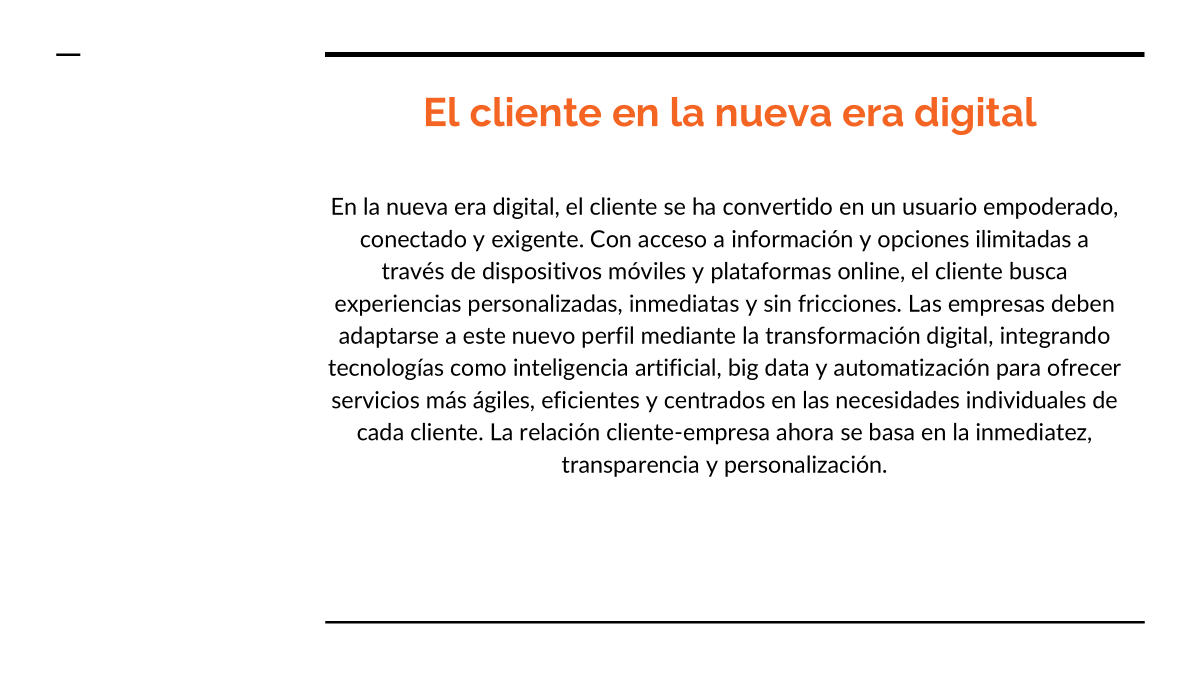 El cliente en la nueva era digital
En la nueva era digital, el cliente se ha convertido en un usuario empoderado,
conectado y exigente. Con acceso a información y opciones ilimitadas a
través de dispositivos móviles y plataformas online, el cliente busca
experiencias personalizadas, inmediatas y sin fricciones. Las empresas deben
adaptarse a este nuevo perfil mediante la transformación digital, integrando
tecnologías como inteligencia artificial, big data y automatización para ofrecer
servicios más ágiles, eficientes y centrados en las necesidades individuales de
cada cliente. La relación cliente-empresa ahora se basa en la inmediatez,
transparencia y personalización.